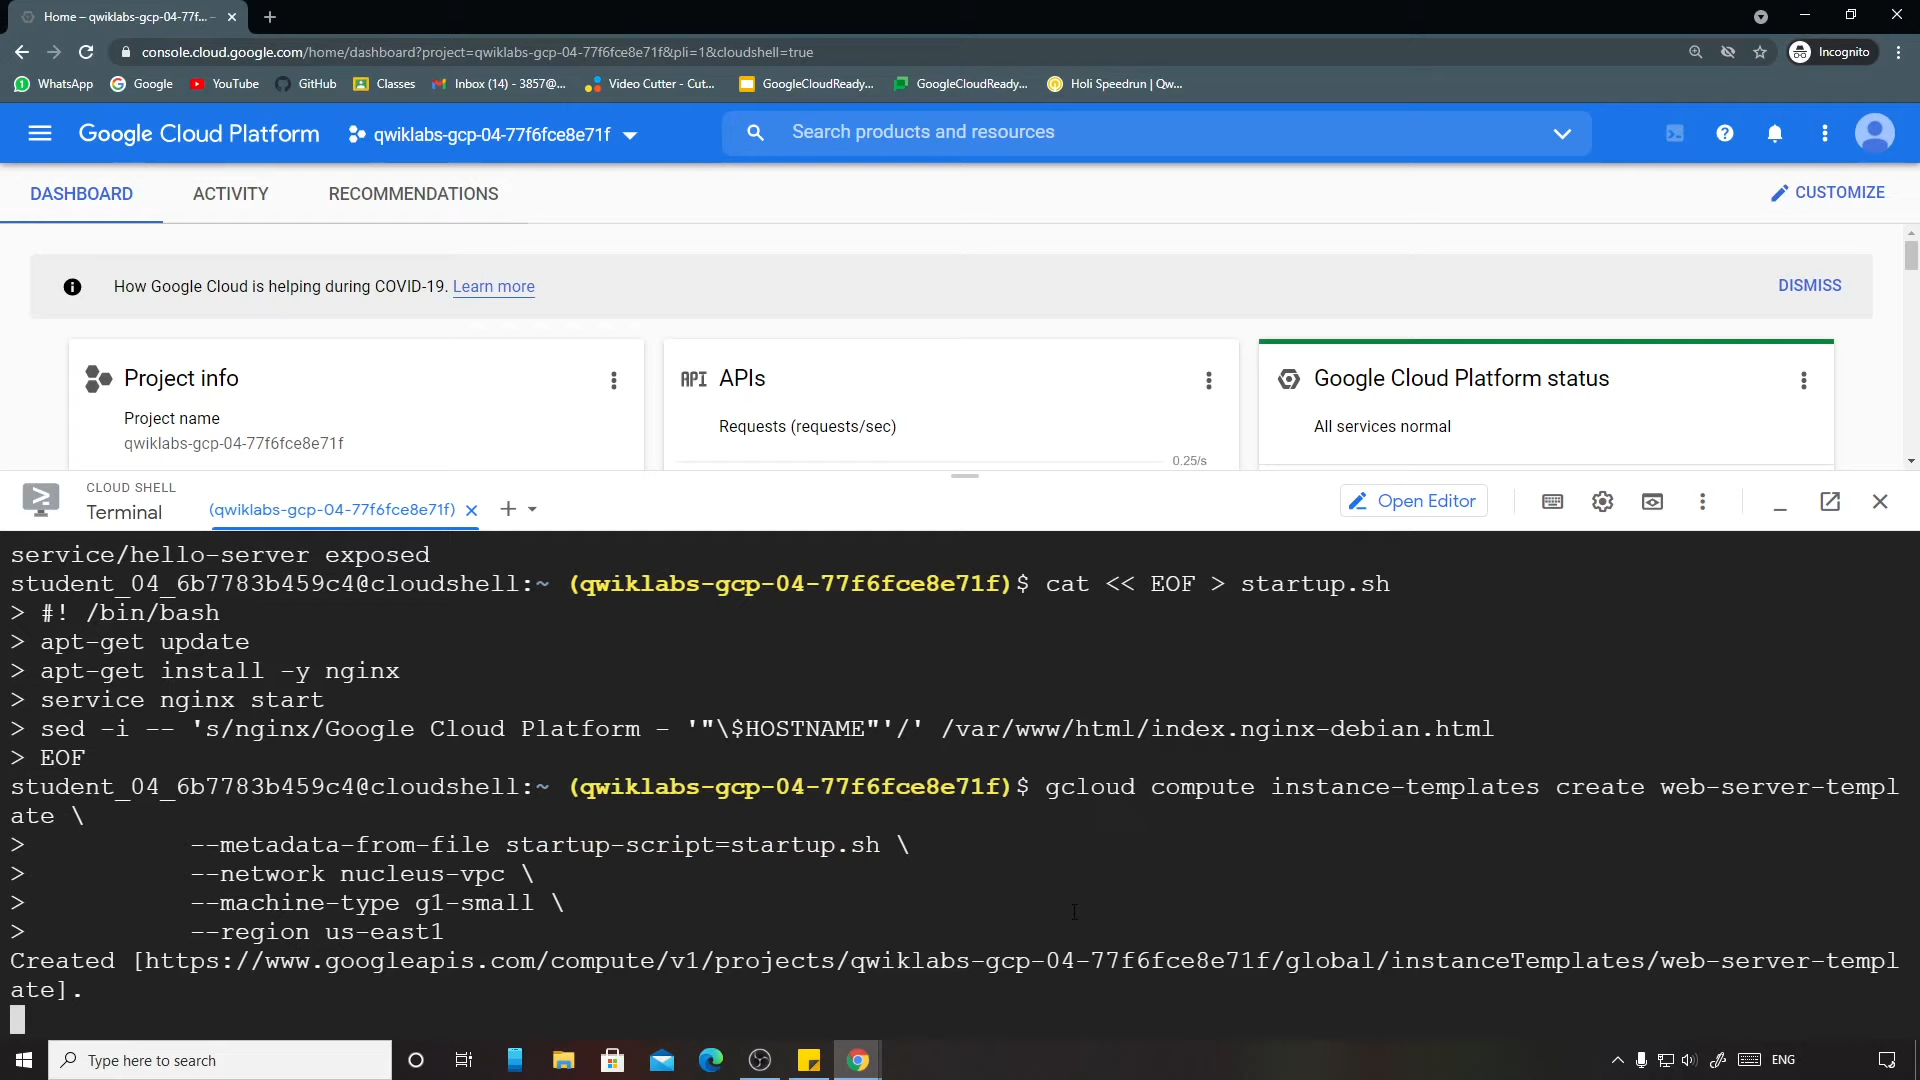 Home – qwiklabs-gcp-04-77f...
console.cloud.google.com/home/dashboard?project=qwiklabs-gcp-04-77f6fce8e71f&pli=1&cloudshell=true
Incognito
WhatsApp
Google
YouTube
GitHub
Classes
Inbox (14) - 3857@...
Video Cutter - Cut...
GoogleCloudReady...
GoogleCloudReady...
Holi Speedrun | Qw...
Google Cloud Platform
qwiklabs-gcp-04-77f6fce8e71f
Search products and resources
DASHBOARD
ACTIVITY
RECOMMENDATIONS
CUSTOMIZE
How Google Cloud is helping during COVID-19. Learn more
DISMISS
Project info
Project name
qwiklabs-gcp-04-77f6fce8e71f
API APIs
Requests (requests/sec)
0.25/s
Google Cloud Platform status
All services normal
CLOUD SHELL
Terminal
(qwiklabs-gcp-04-77f6fce8e71f)
Open Editor
service/hello-server exposed
student_04_6b7783b459c4@cloudshell:~ (qwiklabs-gcp-04-77f6fce8e71f)$ cat << EOF > startup.sh
> #! /bin/bash
> apt-get update
> apt-get install -y nginx
> service nginx start
> sed -i -- 's/nginx/Google Cloud Platform - '"\$HOSTNAME"'/' /var/www/html/index.nginx-debian.html
> EOF
student_04_6b7783b459c4@cloudshell:~ (qwiklabs-gcp-04-77f6fce8e71f)$ gcloud compute instance-templates create web-server-templ
ate \
>           --metadata-from-file startup-script=startup.sh \
>           --network nucleus-vpc \
>           --machine-type g1-small \
>           --region us-east1
Created [https://www.googleapis.com/compute/v1/projects/qwiklabs-gcp-04-77f6fce8e71f/global/instanceTemplates/web-server-templ
ate].
Type here to search
ENG